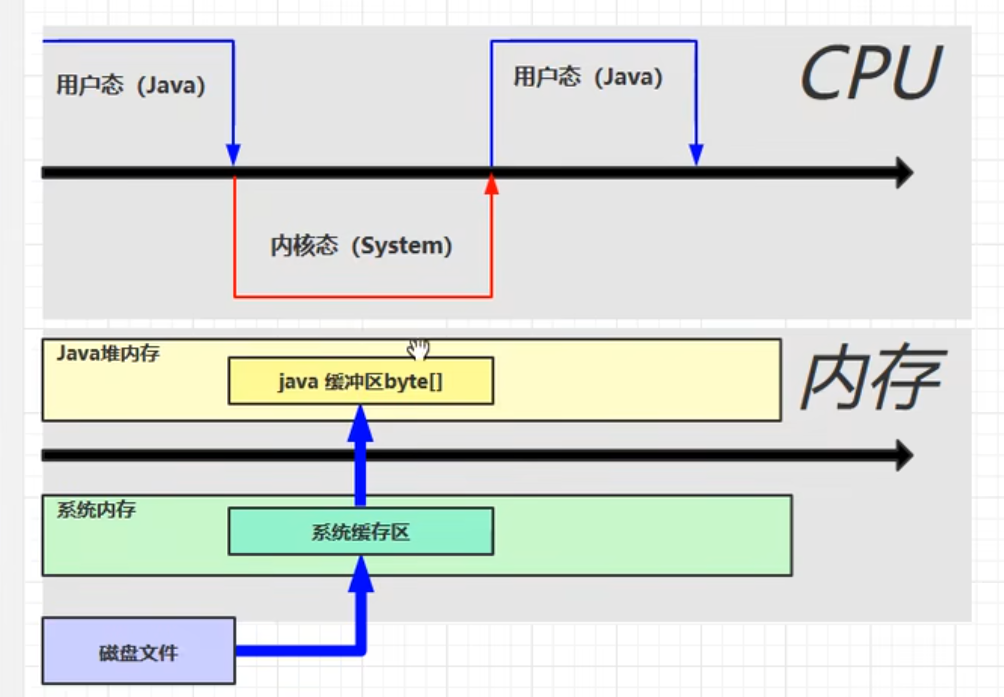 用户态（Java）
用户态（Java）
CPU
内核态（System）
Java堆内存
java 缓冲区byte[]
内存
系统内存
系统缓存区
磁盘文件